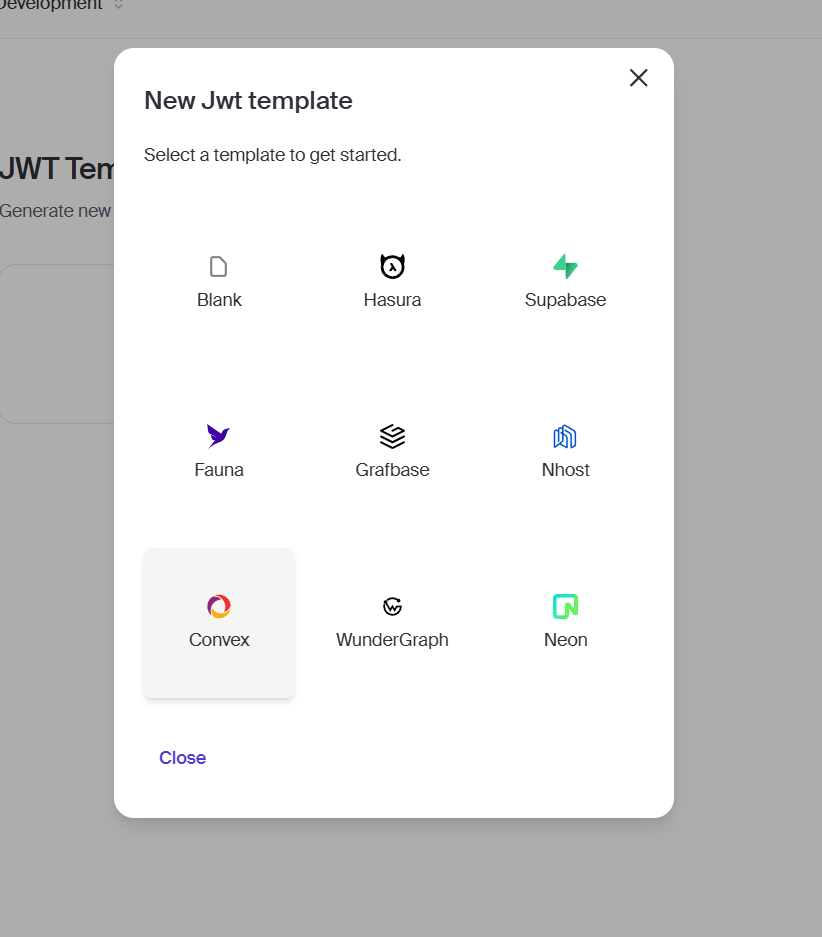 Development
New Jwt template
Select a template to get started.
JWT Tem
Generate new
Blank
Hasura
Supabase
Fauna
Grafbase
Nhost
Convex
WunderGraph
Neon
Close